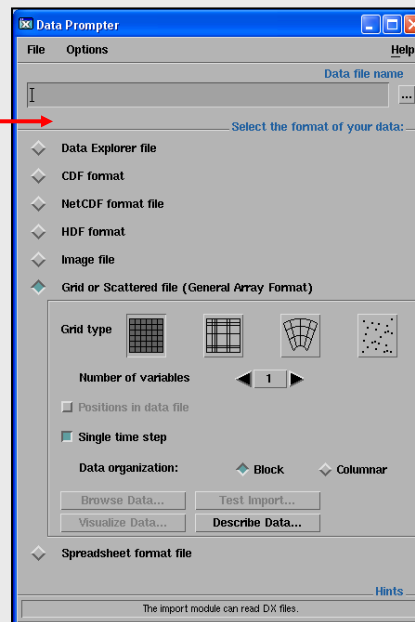 Data Prompter
File Options Help
Data file name
...
Select the format of your data:
Data Explorer file
CDF format
NetCDF format file
HDF format
Image file
Grid or Scattered file (General Array Format)
Grid type
Number of variables 1
Positions in data file
Single time step
Data organization: Block Columnar
Browse Data... Test Import...
Visualize Data... Describe Data...
Spreadsheet format file
Hints
The import module can read DX files.